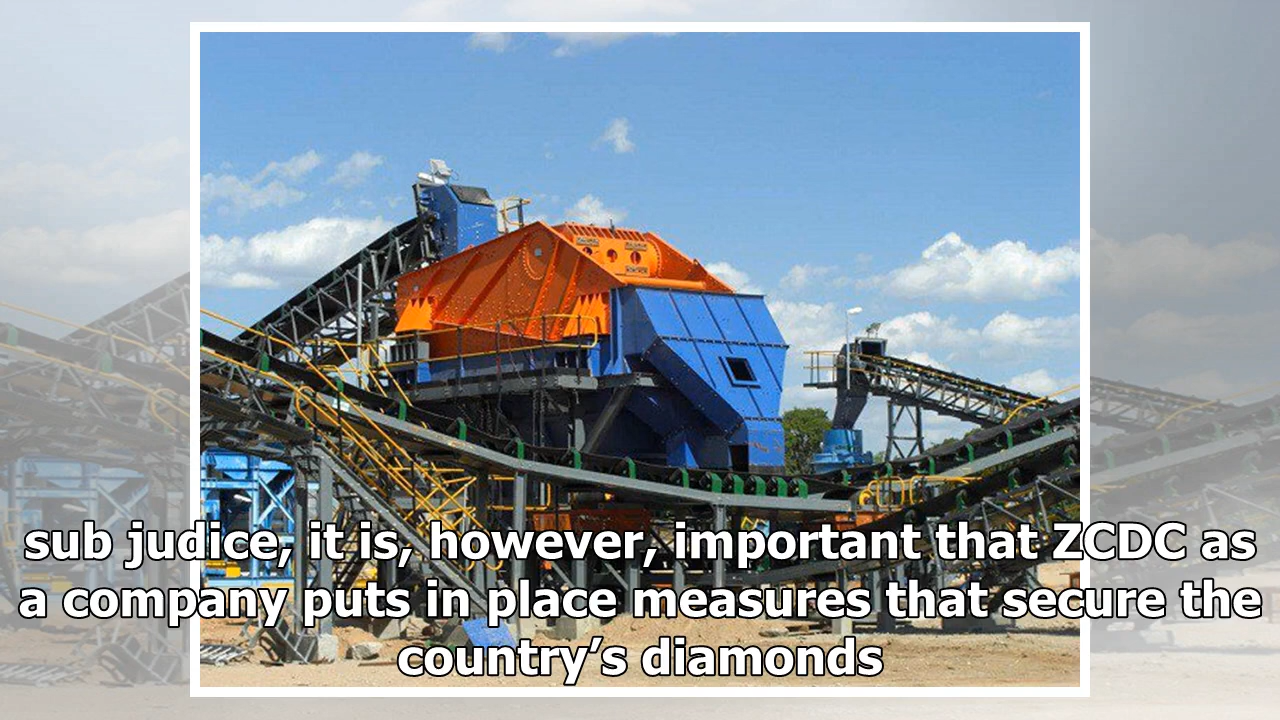 sub judice, it is, however, important that ZCDC as
a company puts in place measures that secure the
country’s diamonds